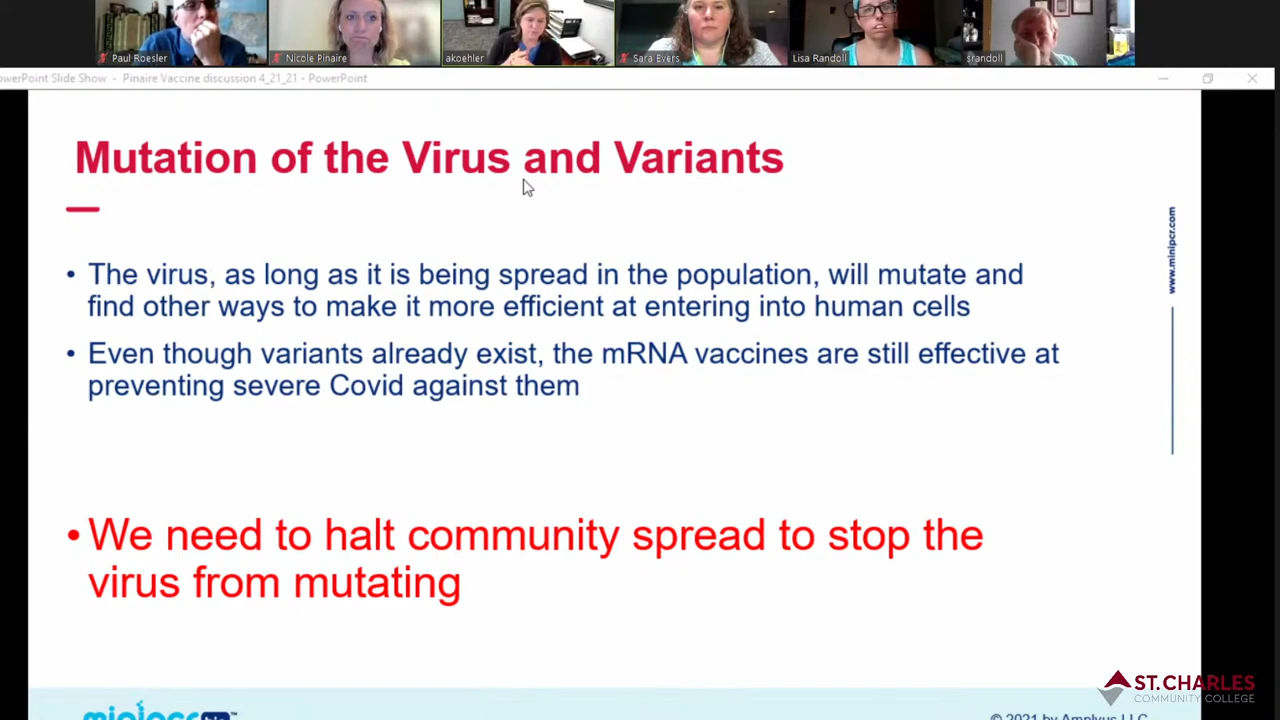 Paul Roesler
Nicole Pinaire
akoehler
Sara Evers
Lisa Randoll
srandoll
owerPoint Slide Show - Pinaire Vaccine discussion 4_21_21 - PowerPoint
Mutation of the Virus and Variants
www.minipcr.com
• The virus, as long as it is being spread in the population, will mutate and
find other ways to make it more efficient at entering into human cells
• Even though variants already exist, the mRNA vaccines are still effective at
preventing severe Covid against them
• We need to halt community spread to stop the
virus from mutating
ST. CHARLES
COMMUNITY COLLEGE
minipcr bio™
© 2021 by Amplyus LLC